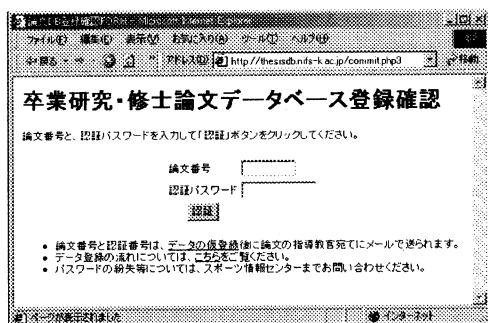 ファイル(F) 編集(E) 表示(V) お気に入り(A) ツール(T) ヘルプ(H)
戻る アドレス(D) http://thesisdb.nifs-k.ac.jp/commit.php3 移動
卒業研究・修士論文データベース登録確認
論文番号と、認証パスワードを入力して「認証」ボタンをクリックしてください。
論文番号
認証パスワード
認証
• 論文番号と認証番号は、データの仮登録後に論文の指導教官宛てにメールで送られます。
• データ登録の流れについては、こちらをご覧ください。
• パスワードの紛失等については、スポーツ情報センターまでお問い合わせください。
ページが表示されました インターネット